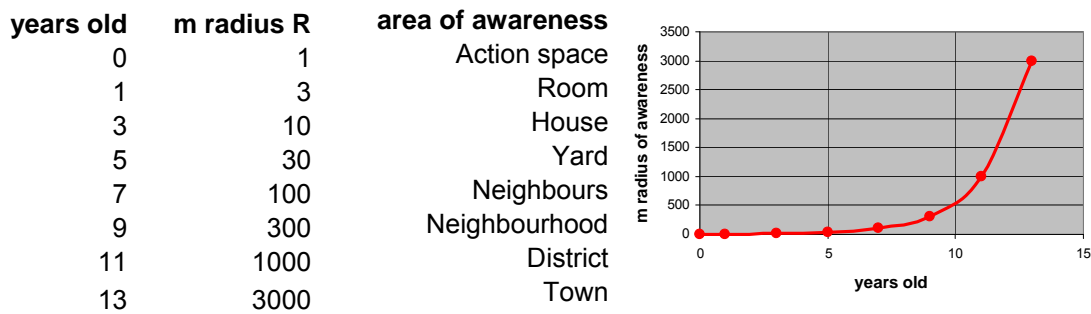 years old m radius R area of awareness
0 1 Action space
1 3 Room
3 10 House
5 30 Yard
7 100 Neighbours
9 300 Neighbourhood
11 1000 District
13 3000 Town
m radius of awareness
3500
3000
2500
2000
1500
1000
500
0
0 5 10 15
years old